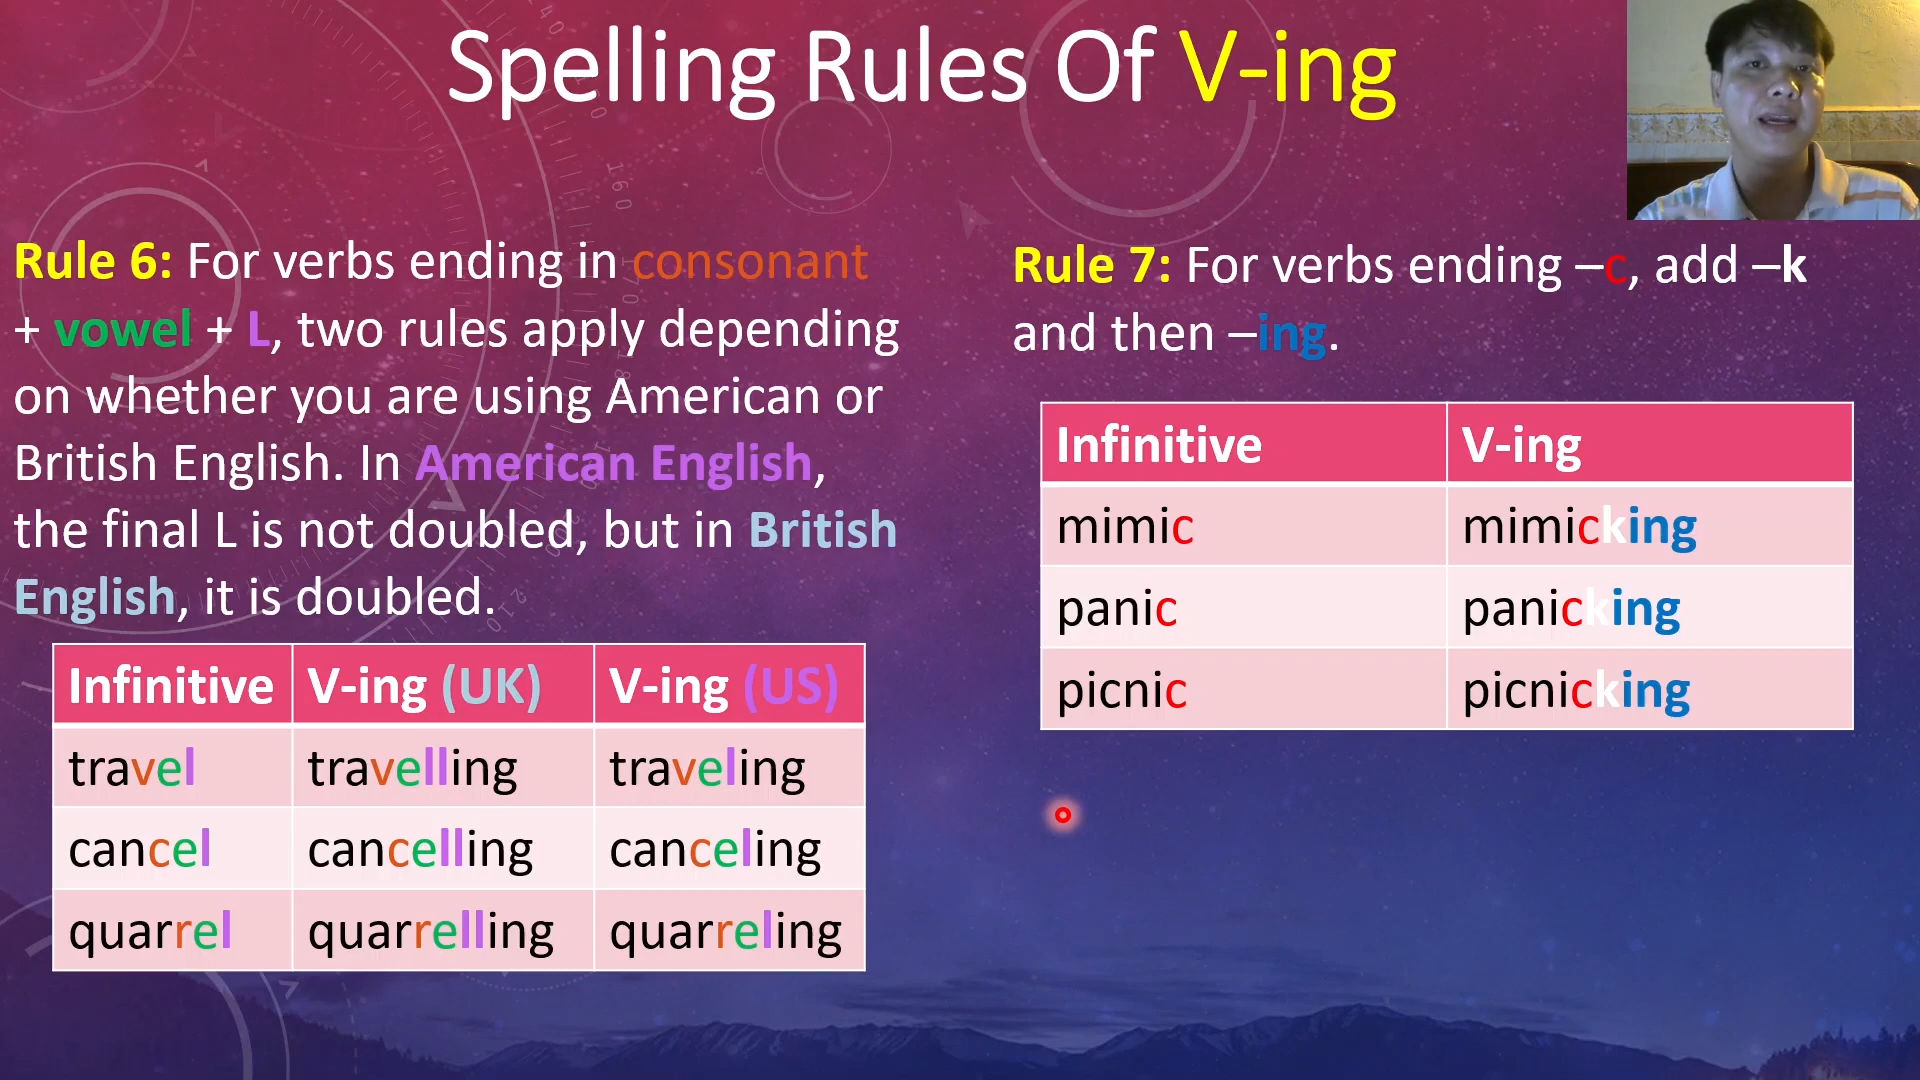 Spelling Rules Of V-ing
Rule 6: For verbs ending in consonant
+ vowel + L, two rules apply depending
on whether you are using American or
British English. In American English,
the final L is not doubled, but in British
English, it is doubled.
Infinitive V-ing (UK) V-ing (US)
travel travelling traveling
cancel cancelling canceling
quarrel quarrelling quarreling
Rule 7: For verbs ending –c, add –k
and then –ing.
Infinitive V-ing
mimic mimicking
panic panicking
picnic picnicking